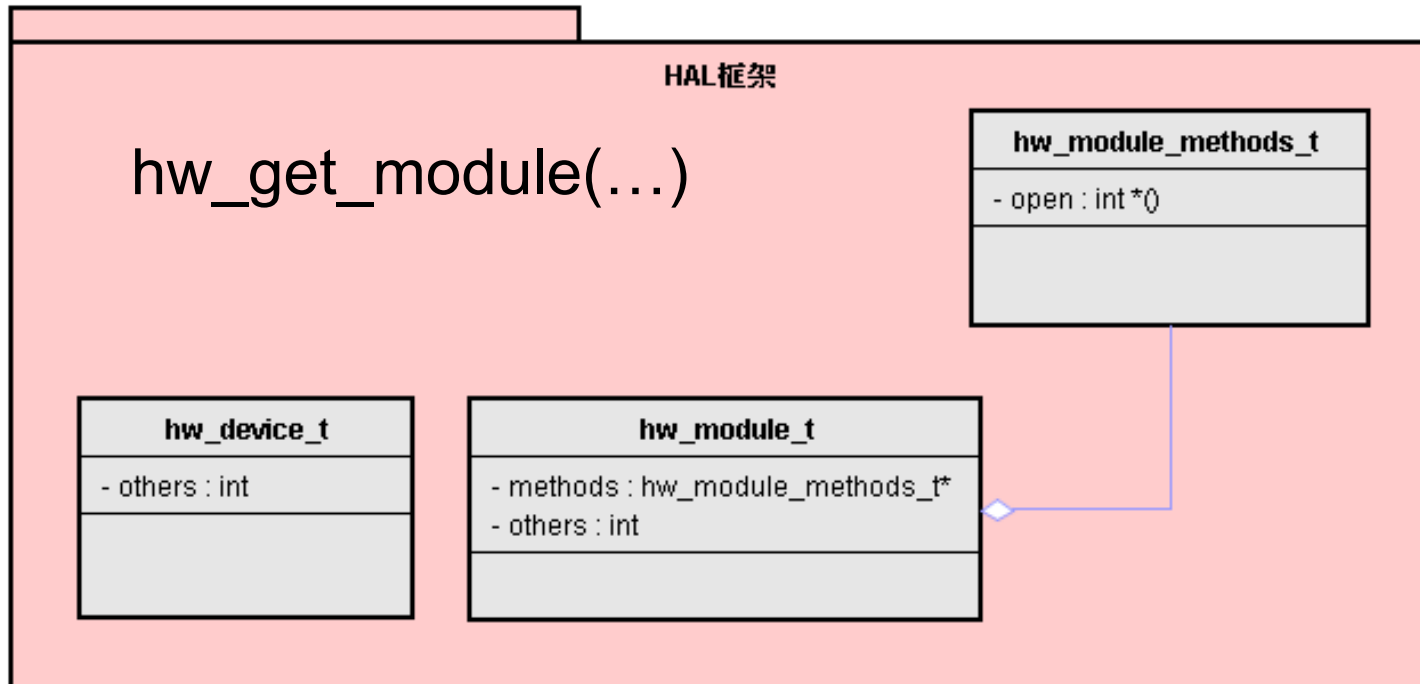 HAL框架
hw_get_module(…)
hw_module_methods_t
- open : int *()
hw_device_t
- others : int
hw_module_t
- methods : hw_module_methods_t*
- others : int